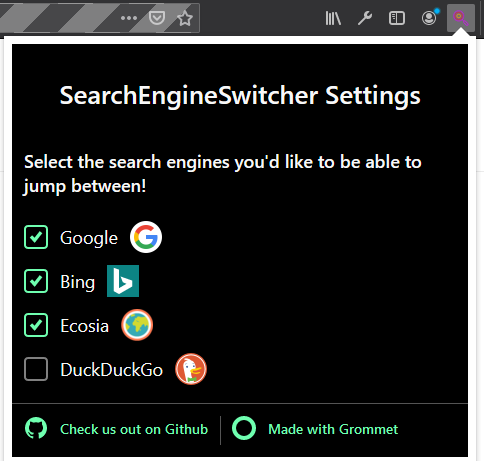 SearchEngineSwitcher Settings
Select the search engines you'd like to be able to
jump between!
Google
Bing
Ecosia
DuckDuckGo
Check us out on Github
Made with Grommet